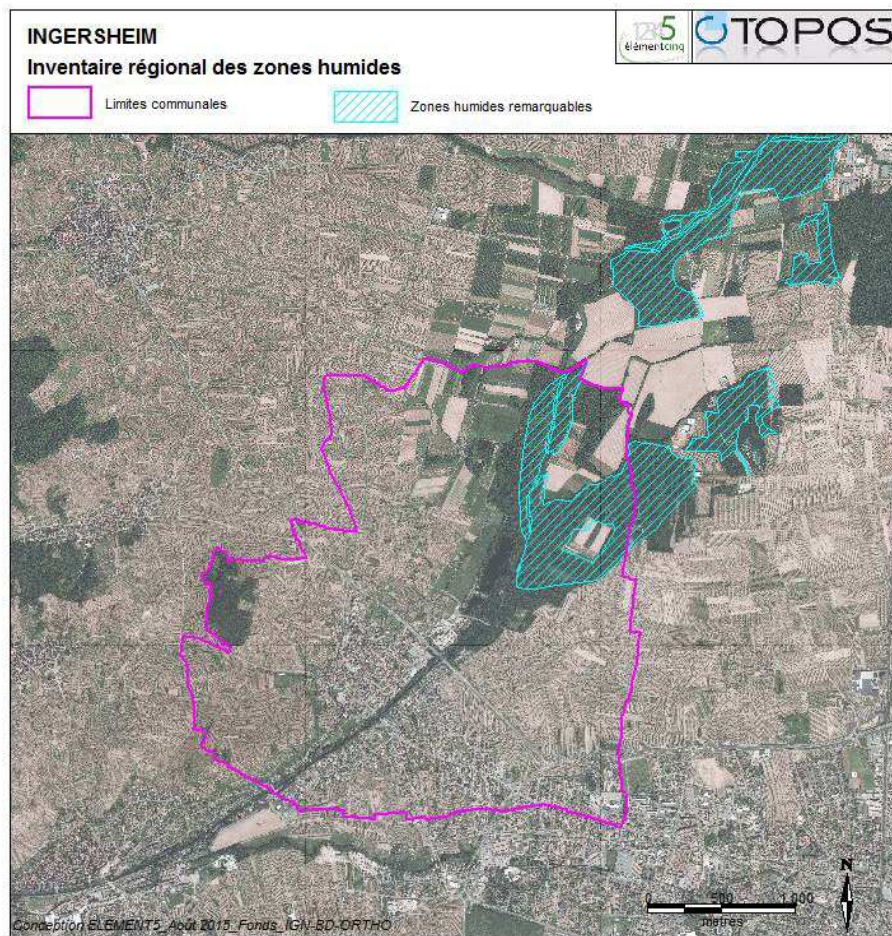 INGERSHEIM
Inventaire régional des zones humides
Limites communales
Zones humides remarquables
12345
élémentcinq
TOPOS
N
0 500 1 000
mètres
Conception ELEMENT5_Août 2015_Fonds_IGN-BD-ORTHO